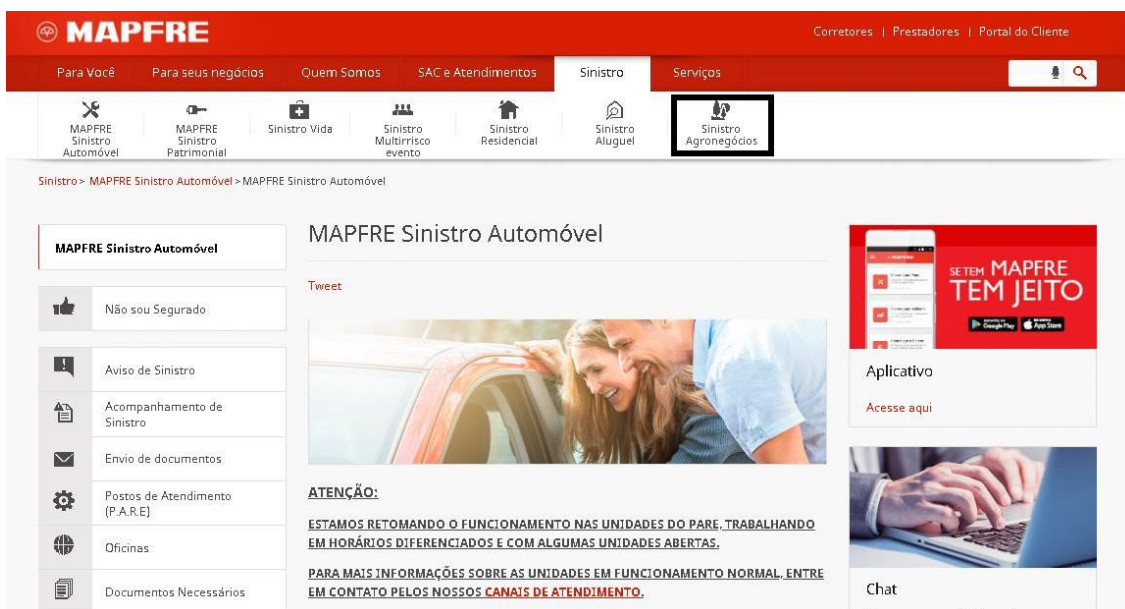 MAPFRE
Corretores | Prestadores | Portal do Cliente
Para Você Para seus negócios Quem Somos SAC e Atendimentos Sinistro Serviços
MAPFRE
Sinistro
Automóvel
MAPFRE
Sinistro
Patrimonial
Sinistro Vida
Sinistro
Multirrisco
evento
Sinistro
Residencial
Sinistro
Aluguel
Sinistro
Agronegócios
Sinistro > MAPFRE Sinistro Automóvel > MAPFRE Sinistro Automóvel
MAPFRE Sinistro Automóvel
Não sou Segurado
Aviso de Sinistro
Acompanhamento de
Sinistro
Envio de documentos
Postos de Atendimento
(P.A.R.E)
Oficinas
Documentos Necessários
MAPFRE Sinistro Automóvel
Tweet
ATENÇÃO:
ESTAMOS RETOMANDO O FUNCIONAMENTO NAS UNIDADES DO PARE, TRABALHANDO
EM HORÁRIOS DIFERENCIADOS E COM ALGUMAS UNIDADES ABERTAS.
PARA MAIS INFORMAÇÕES SOBRE AS UNIDADES EM FUNCIONAMENTO NORMAL, ENTRE
EM CONTATO PELOS NOSSOS CANAIS DE ATENDIMENTO.
SETEM MAPFRE
TEM JEITO
Google Play App Store
Aplicativo
Acesse aqui
Chat